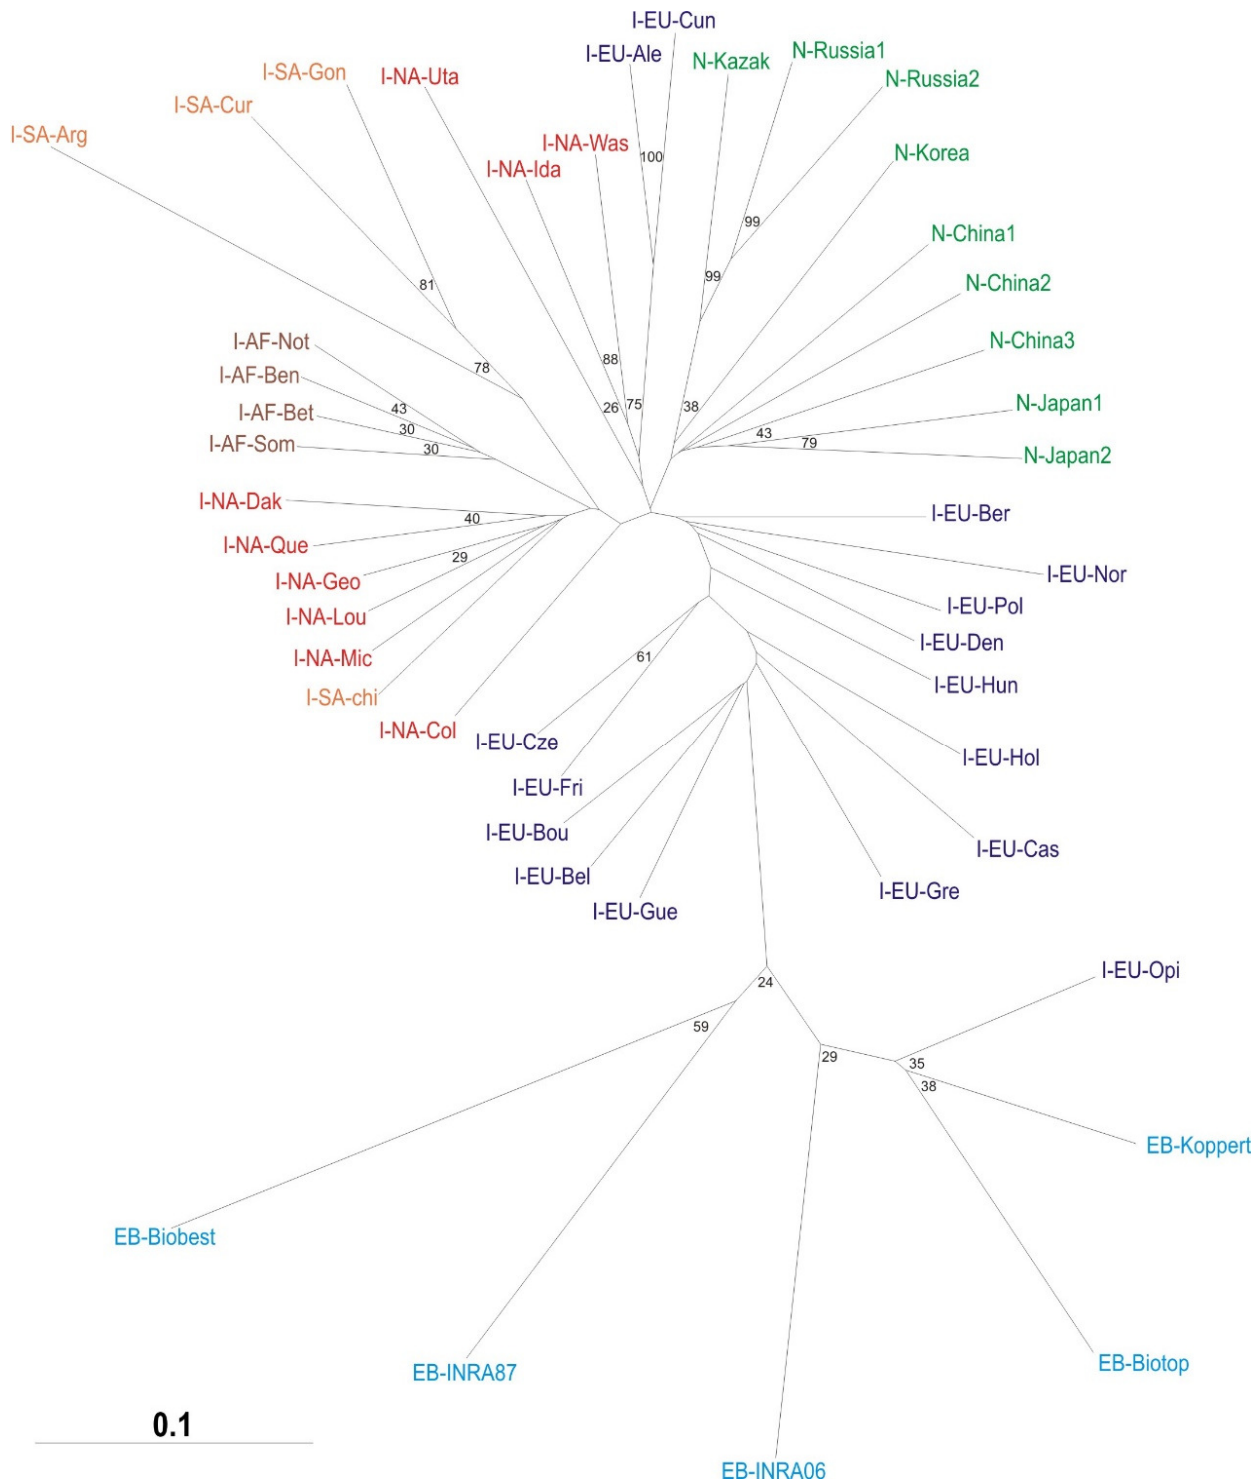 I-EU-Cun
I-EU-Ale
N-Kazak
N-Russia1
N-Russia2
I-SA-Gon
I-NA-Uta
I-SA-Cur
I-SA-Arg
I-NA-Was
I-NA-Ida
100
N-Korea
99
N-China1
99
N-China2
81
I-AF-Not
N-China3
88
78
I-AF-Ben
43
26
75
38
N-Japan1
I-AF-Bet
30
43
79
I-AF-Som
30
N-Japan2
I-NA-Dak
40
I-EU-Ber
I-NA-Que
29
I-NA-Geo
I-EU-Nor
I-NA-Lou
I-EU-Pol
I-EU-Den
I-NA-Mic
61
I-EU-Hun
I-SA-chi
I-NA-Col
I-EU-Cze
I-EU-Hol
I-EU-Fri
I-EU-Bou
I-EU-Cas
I-EU-Bel
I-EU-Gre
I-EU-Gue
I-EU-Opi
24
59
29
35
38
EB-Koppert
EB-Biobest
EB-Biotop
EB-INRA87
0.1
EB-INRA06